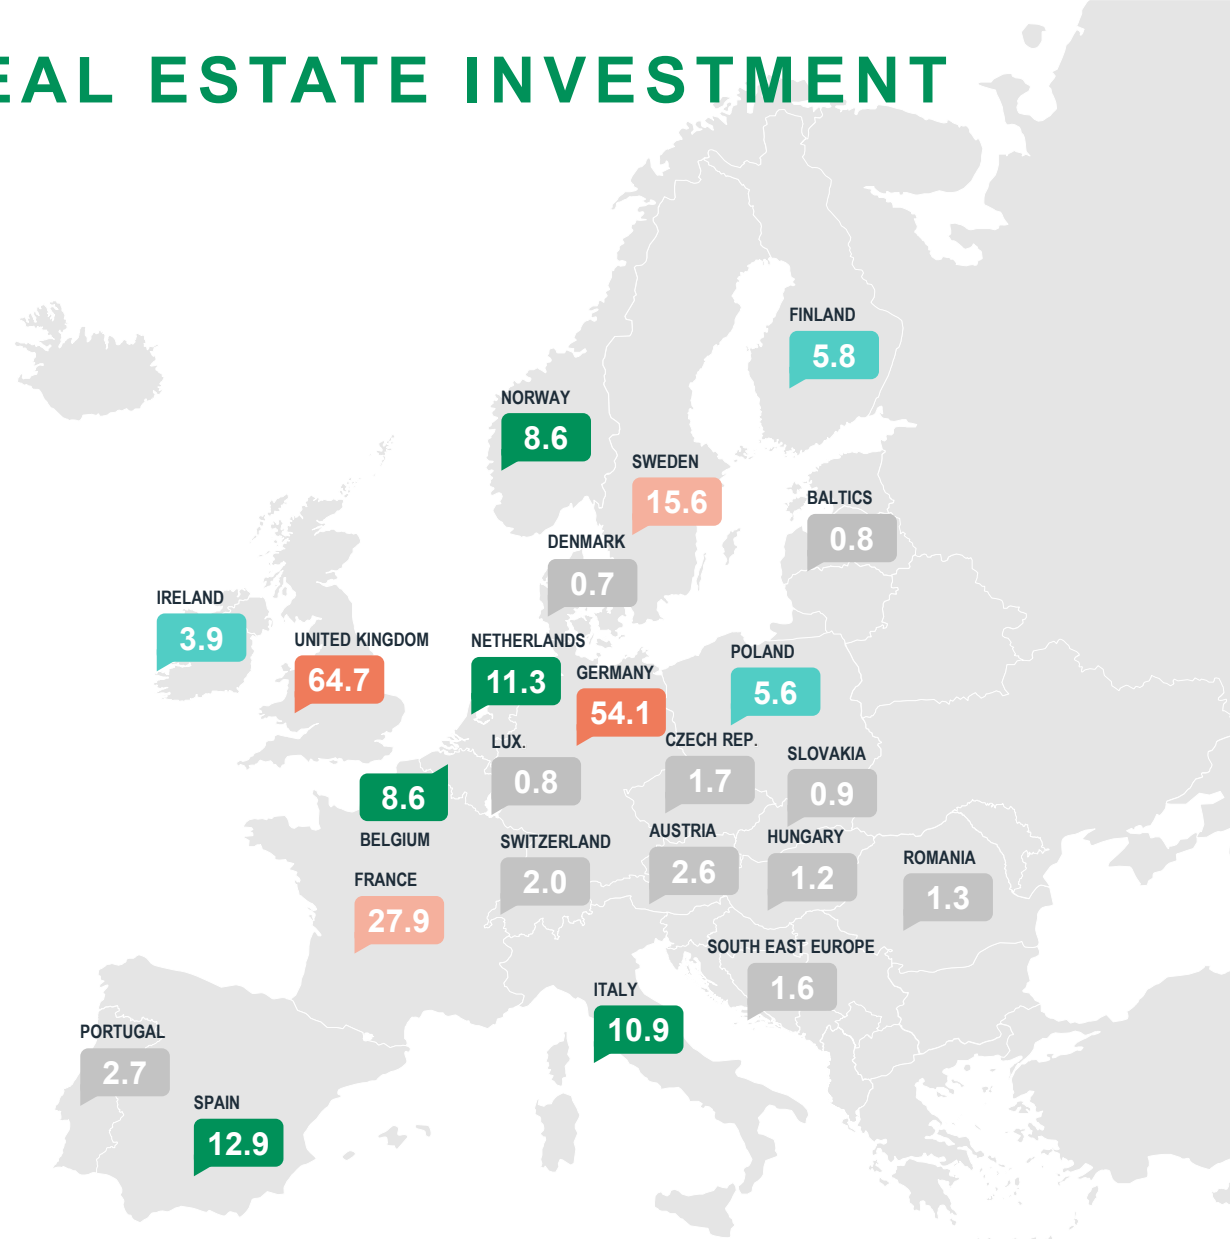 EAL ESTATE INVESTMENT
FINLAND
5.8
NORWAY
8.6
SWEDEN
15.6
BALTICS
0.8
DENMARK
0.7
IRELAND
3.9
UNITED KINGDOM
64.7
NETHERLANDS
11.3
GERMANY
54.1
POLAND
5.6
LUX.
0.8
CZECH REP.
1.7
SLOVAKIA
0.9
8.6
BELGIUM
SWITZERLAND
2.0
AUSTRIA
2.6
HUNGARY
1.2
ROMANIA
1.3
FRANCE
27.9
SOUTH EAST EUROPE
1.6
ITALY
10.9
PORTUGAL
2.7
SPAIN
12.9